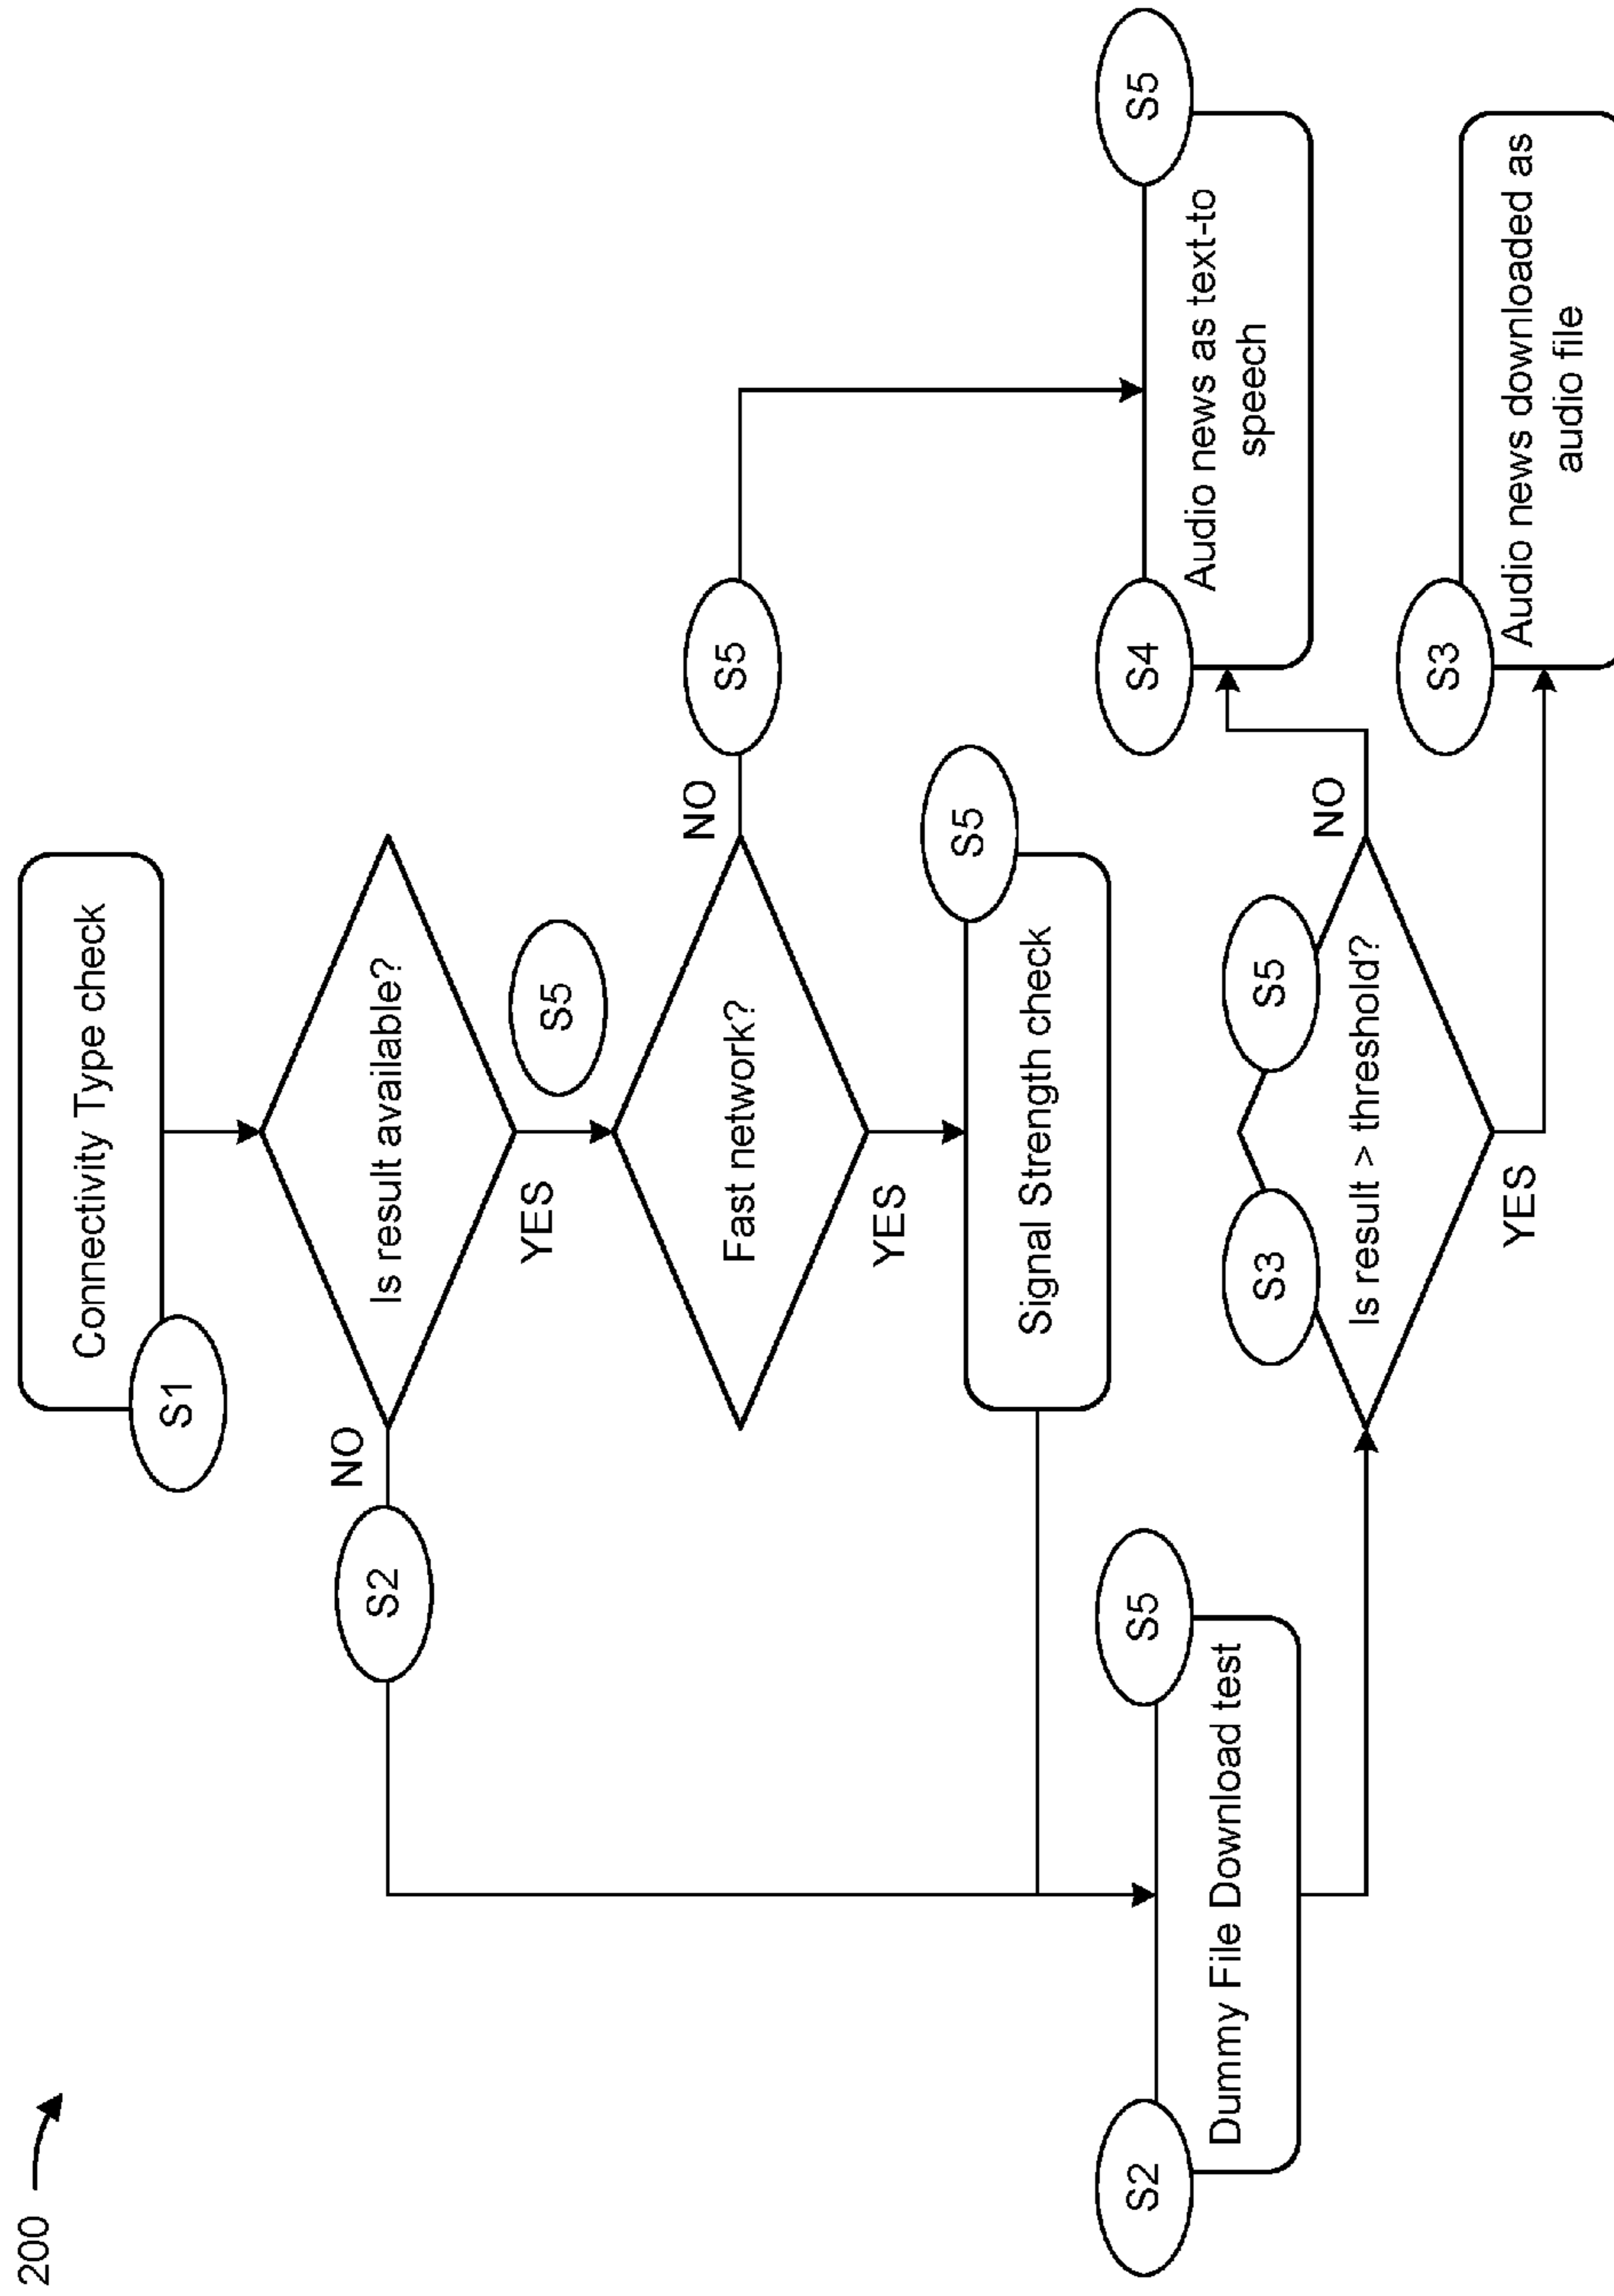 200
Connectivity Type check
S1
Is result available?
NO
S2
YES
S5
Fast network?
NO
S5
YES
Signal Strength check
S5
S2
S5
Dummy File Download test
S3
S5
Is result > threshold?
NO
YES
S4
S5
Audio news as text-to
speech
S3
Audio news downloaded as
audio file